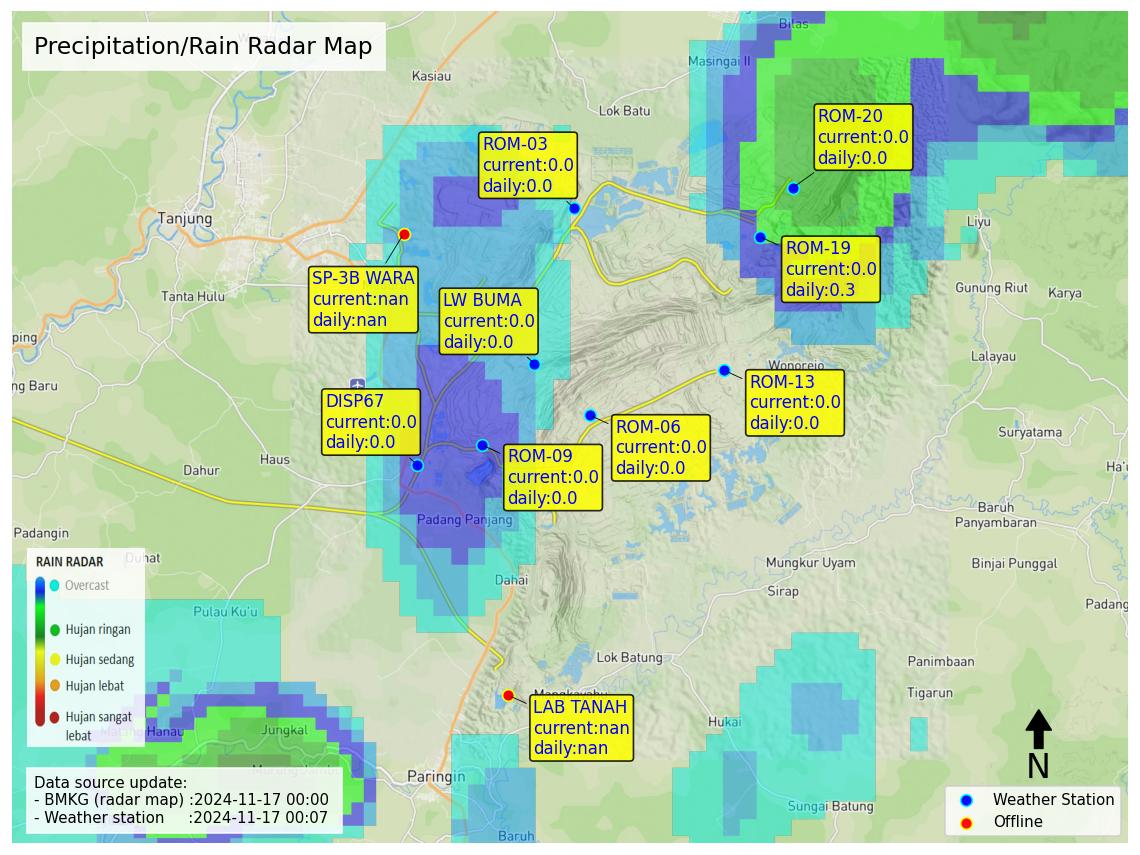 Precipitation/Rain Radar Map
Bilas
Masingai II
Kasiau
Lok Batu
ROM-20
current:0.0
daily:0.0
ROM-03
current:0.0
daily:0.0
Tanjung
Liyu
ROM-19
current:0.0
daily:0.3
SP-3B WARA
current:nan
daily:nan
Tanta Hulu
LW BUMA
current:0.0
daily:0.0
Gunung Riut
Karya
ping
Lalayau
ng Baru
Wonorejo
ROM-13
current:0.0
daily:0.0
DISP67
current:0.0
daily:0.0
ROM-06
current:0.0
daily:0.0
Suryatama
ROM-09
current:0.0
daily:0.0
Haus
Dahur
Ha'u
Baruh
Panyambaran
Padang Panjang
Padangin
Duhat
Mungkur Uyam
Binjai Punggal
Dahai
Sirap
Padang
Pulau Ku'u
RAIN RADAR
Overcast
Hujan ringan
Hujan sedang
Hujan lebat
Hujan sangat
lebat
Lok Batung
Panimbaan
Tigarun
Mangkayahu
LAB TANAH
current:nan
daily:nan
Hukai
Jungkal
Paringin
Sungai Batung
Baruh
Data source update:
- BMKG (radar map) :2024-11-17 00:00
- Weather station :2024-11-17 00:07
N
Weather Station
Offline